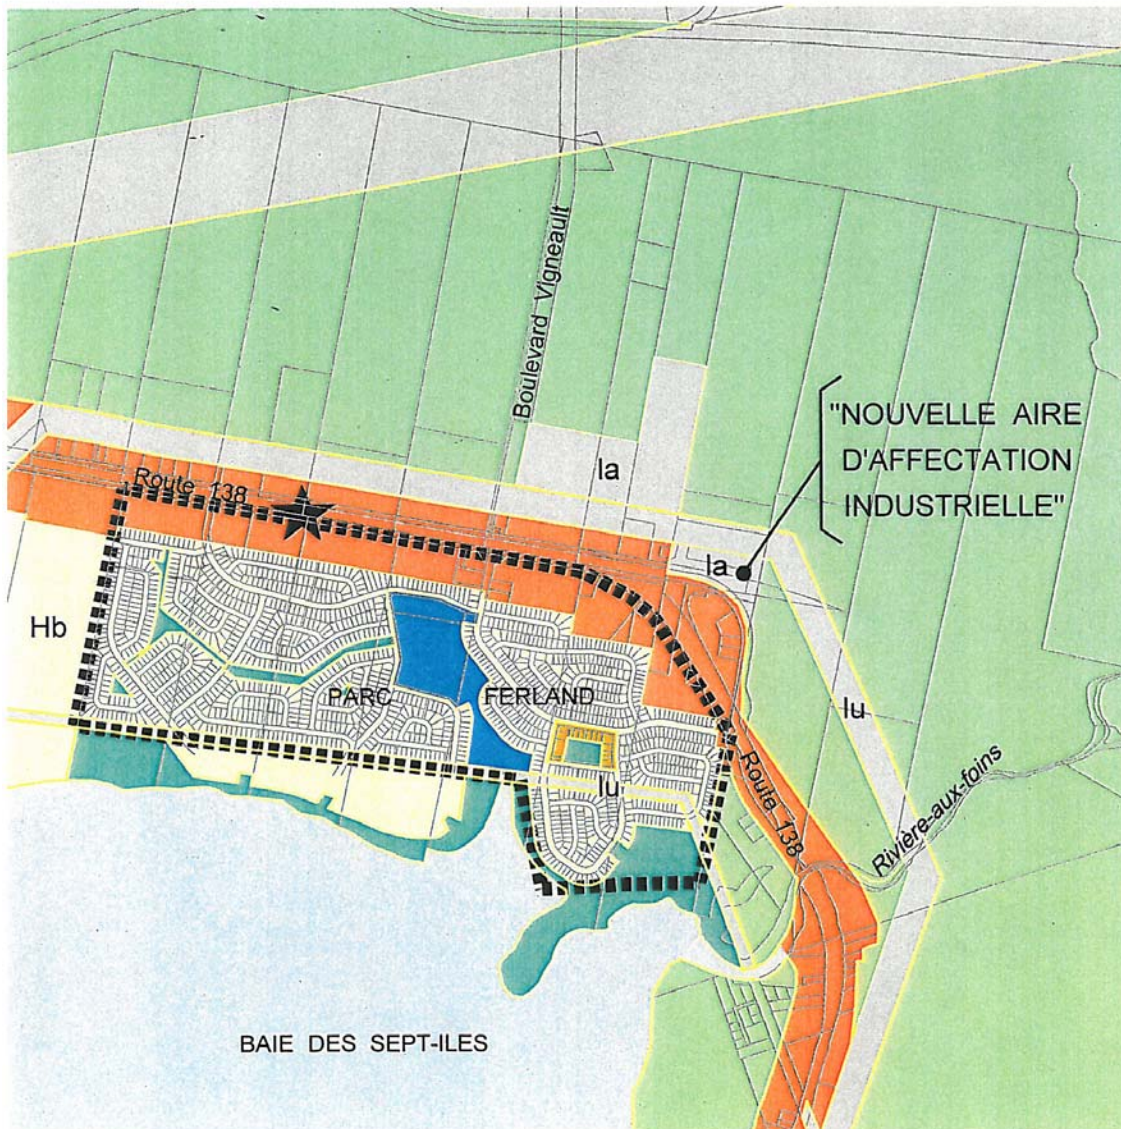 Boulevard Vigneault
"NOUVELLE AIRE
D'AFFECTATION
INDUSTRIELLE"
Ia
Route 138
Ia
Hb
PARC FERLAND
Iu
Iu
Route 138
Rivière-aux-foins
BAIE DES SEPT-ILES